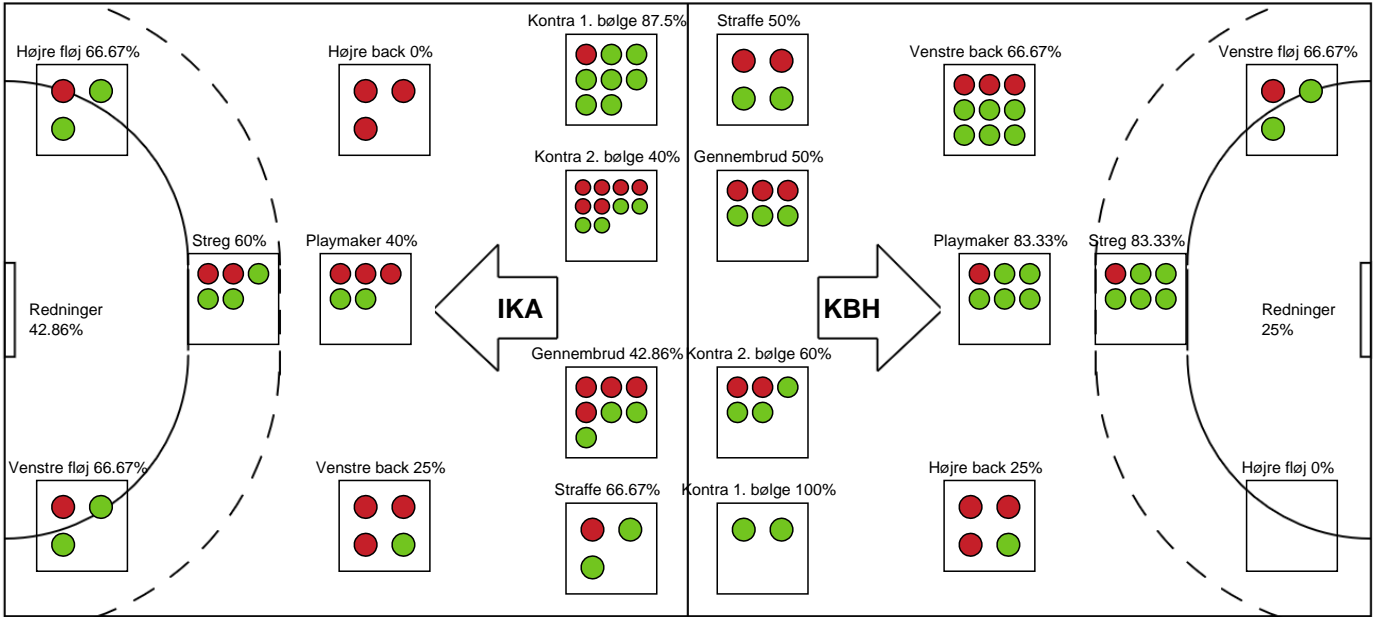 Kontra 1. bølge 87.5%
Straffe 50%
Højre fløj 66.67%
Højre back 0%
Venstre back 66.67%
Venstre fløj 66.67%
Kontra 2. bølge 40%
Gennembrud 50%
Streg 60%
Playmaker 40%
Playmaker 83.33%
Streg 83.33%
Redninger
42.86%
IKA
KBH
Redninger
25%
Gennembrud 42.86%
Kontra 2. bølge 60%
Venstre fløj 66.67%
Venstre back 25%
Højre back 25%
Højre fløj 0%
Straffe 66.67%
Kontra 1. bølge 100%